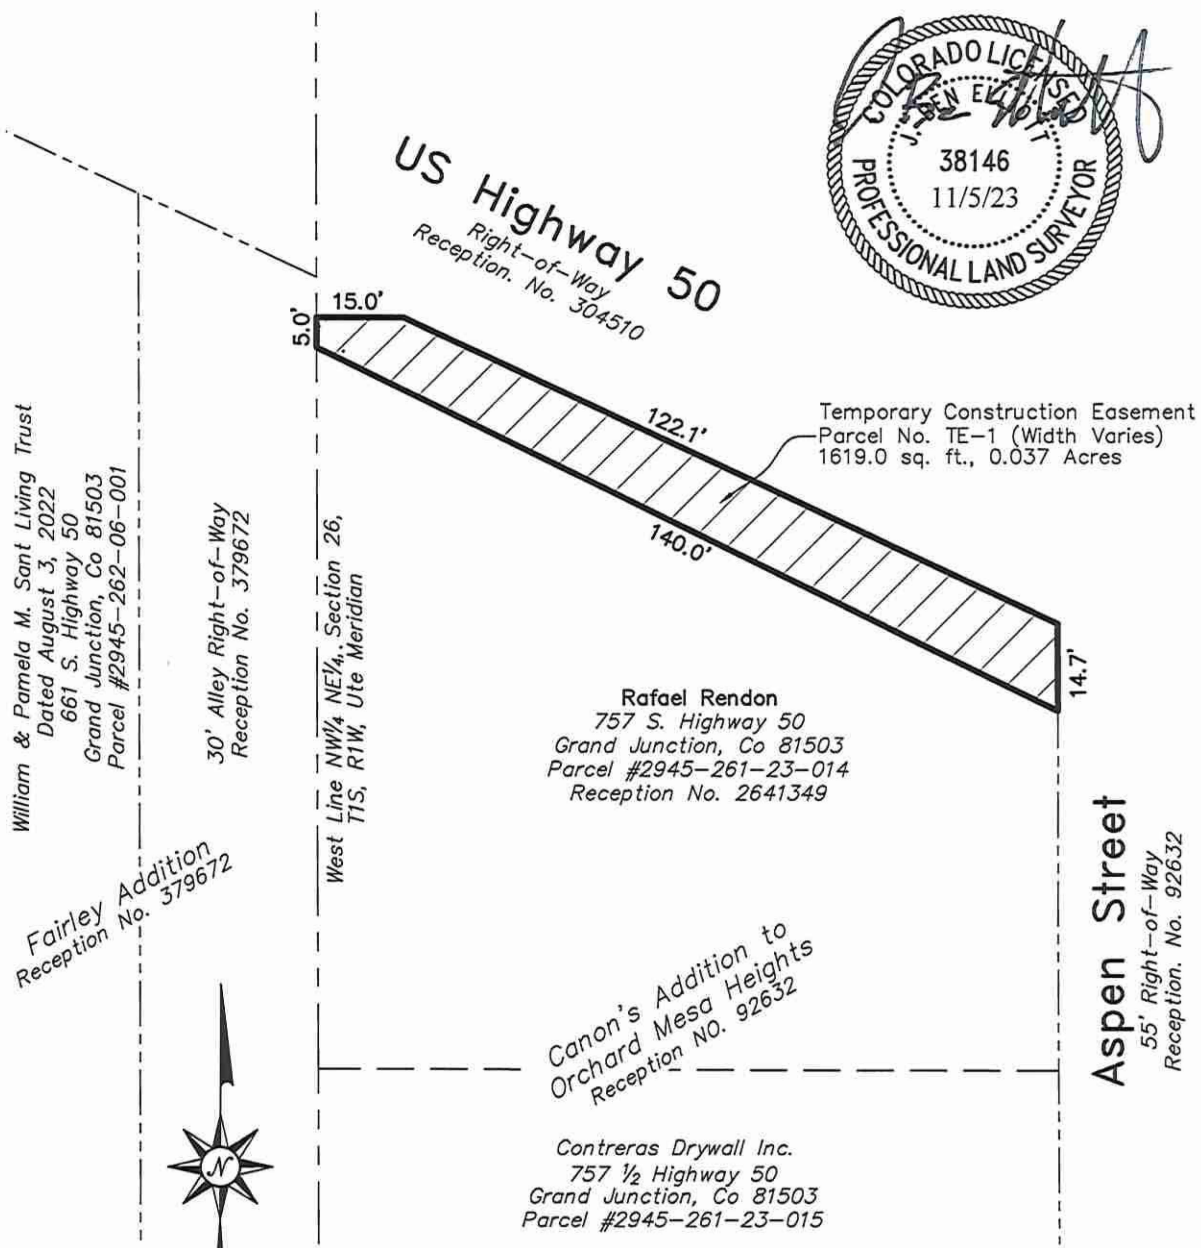 COLORADO LICENSED
J. BEN ELLIOTT
38146
11/5/23
PROFESSIONAL LAND SURVEYOR
US Highway 50
Right-of-Way
Reception. No. 304510
15.0'
5.0'
122.1'
140.0'
14.7'
Temporary Construction Easement
Parcel No. TE-1 (Width Varies)
1619.0 sq. ft., 0.037 Acres
William & Pamela M. Sant Living Trust
Dated August 3, 2022
661 S. Highway 50
Grand Junction, Co 81503
Parcel #2945-262-06-001
30' Alley Right-of-Way
Reception No. 379672
West Line NW¼ NE¼, Section 26,
T1S, R1W, Ute Meridian
Rafael Rendon
757 S. Highway 50
Grand Junction, Co 81503
Parcel #2945-261-23-014
Reception No. 2641349
Aspen Street
55' Right-of-Way
Reception. No. 92632
Fairley Addition
Reception No. 379672
Canon's Addition to
Orchard Mesa Heights
Reception NO. 92632
N
Contreras Drywall Inc.
757 ½ Highway 50
Grand Junction, Co 81503
Parcel #2945-261-23-015